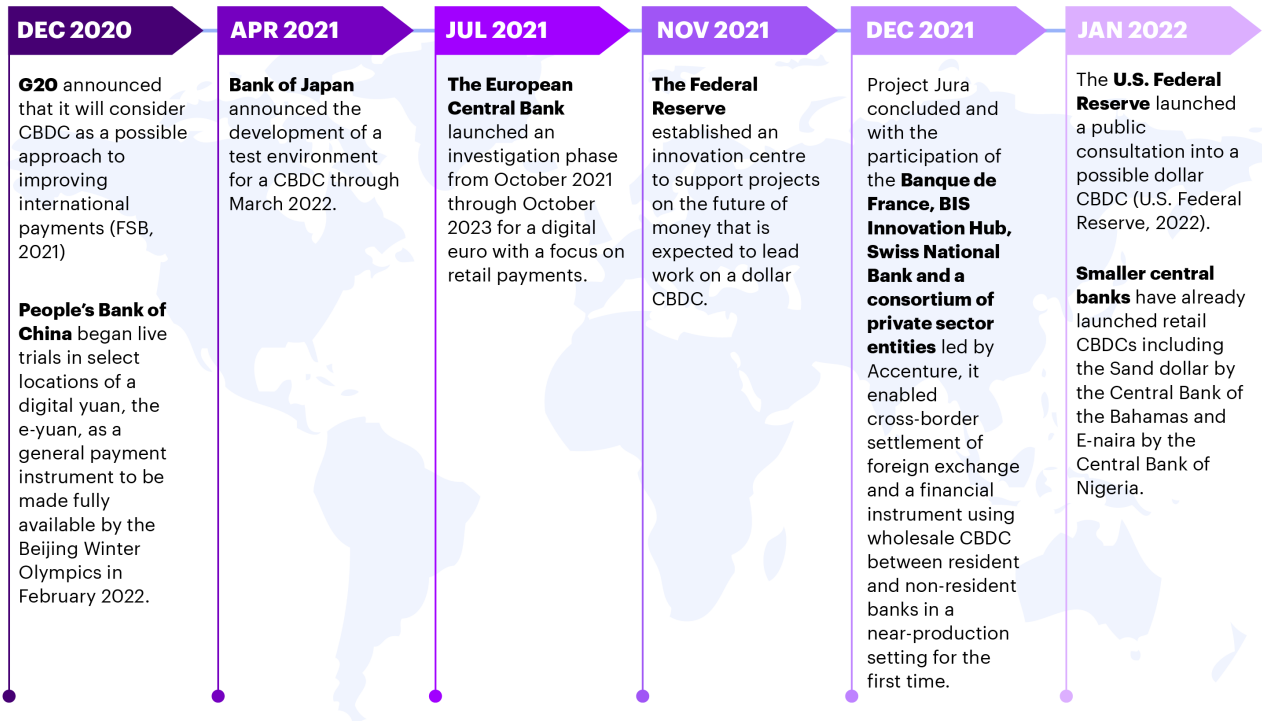 DEC 2020
G20 announced
that it will consider
CBDC as a possible
approach to
improving
international
payments (FSB,
2021)
People’s Bank of
China began live
trials in select
locations of a
digital yuan, the
e-yuan, as a
general payment
instrument to be
made fully
available by the
Beijing Winter
Olympics in
February 2022.
APR 2021
Bank of Japan
announced the
development of a
test environment
for a CBDC through
March 2022.
JUL 2021
The European
Central Bank
launched an
investigation phase
from October 2021
through October
2023 for a digital
euro with a focus on
retail payments.
NOV 2021
The Federal
Reserve
established an
innovation centre
to support projects
on the future of
money that is
expected to lead
work on a dollar
CBDC.
DEC 2021
Project Jura
concluded and
with the
participation of
the Banque de
France, BIS
Innovation Hub,
Swiss National
Bank and a
consortium of
private sector
entities led by
Accenture, it
enabled
cross-border
settlement of
foreign exchange
and a financial
instrument using
wholesale CBDC
between resident
and non-resident
banks in a
near-production
setting for the
first time.
JAN 2022
The U.S. Federal
Reserve launched
a public
consultation into a
possible dollar
CBDC (U.S. Federal
Reserve, 2022).
Smaller central
banks have already
launched retail
CBDCs including
the Sand dollar by
the Central Bank of
the Bahamas and
E-naira by the
Central Bank of
Nigeria.